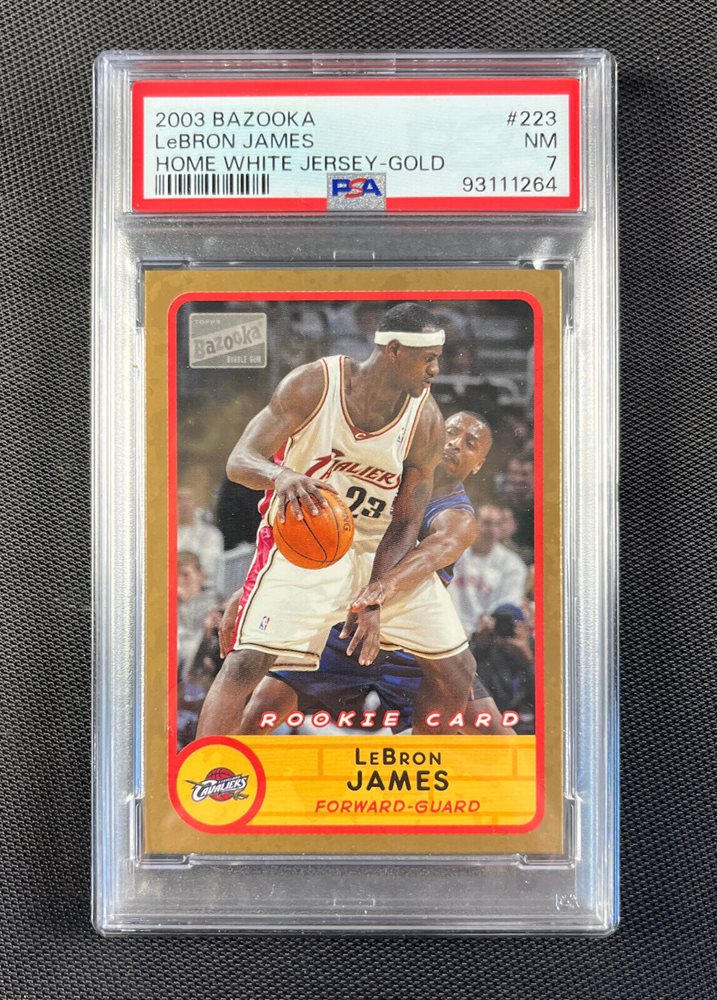 2003 BAZOOKA #223
LeBRON JAMES NM
HOME WHITE JERSEY-GOLD 7
PSA 93111264
TOPPS
Bazooka
BUBBLE GUM
CAVALIERS
23
ROOKIE CARD
LeBron
JAMES
CAVALIERS
FORWARD-GUARD